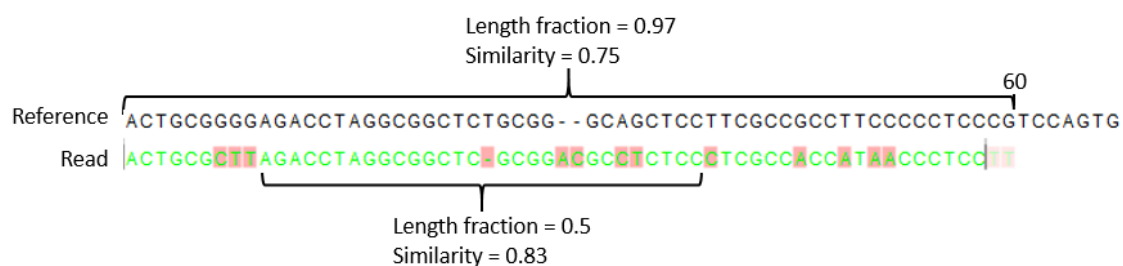 Length fraction = 0.97
Similarity = 0.75
60
Reference ACTGCGGGGAGACCTAGGCGGCTCTGCGG--GCAGCTCCTTCGCCGCCTTCCCCCTCCCGTCCAGTG
Read ACTGCGCTTAGACCTAGGCGGCTC-GCGGACGCCTCTCCCTCGCCACCATAACCCTCCTT
Length fraction = 0.5
Similarity = 0.83